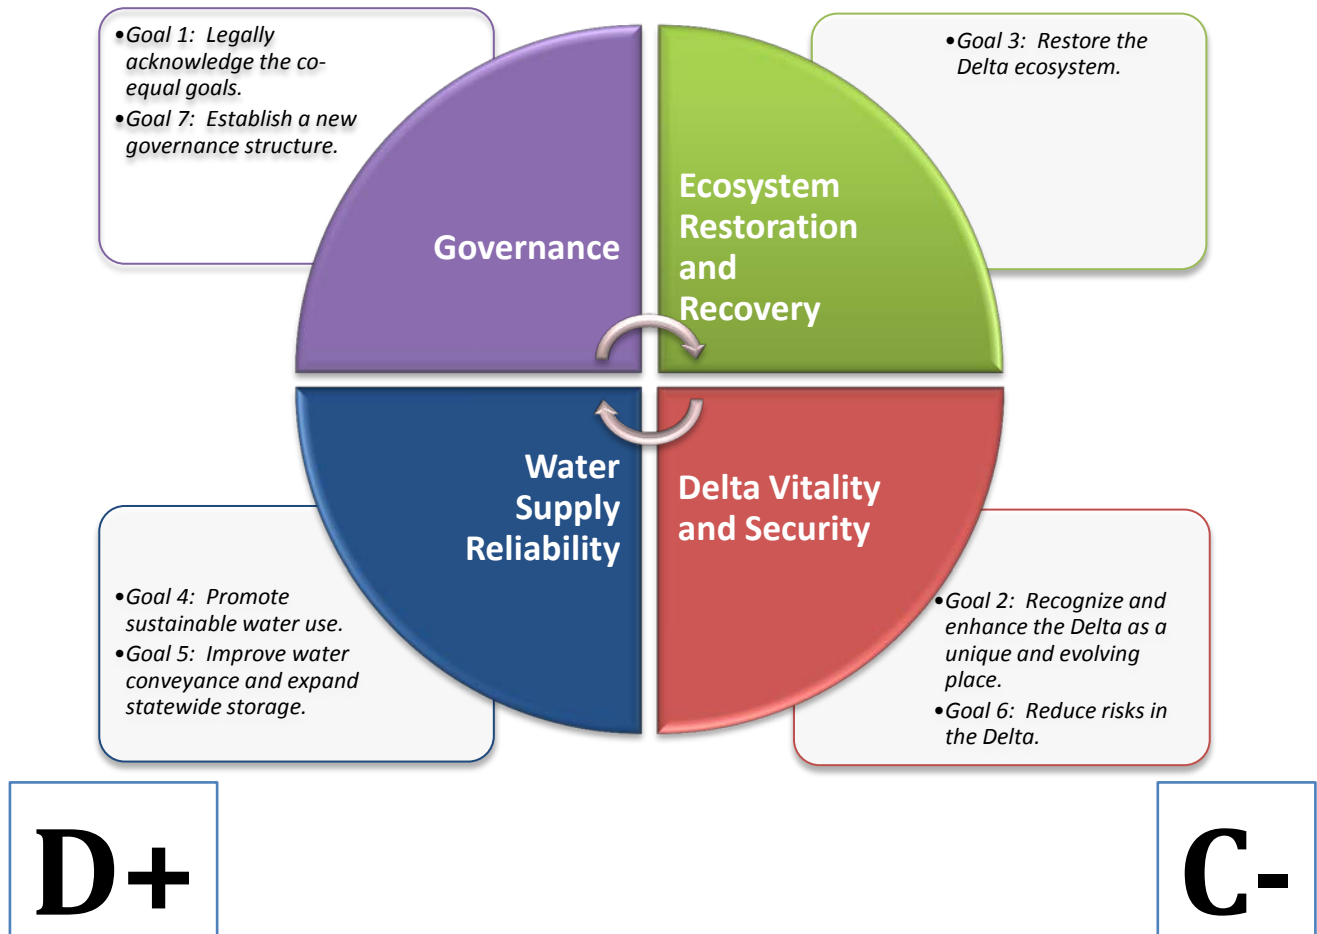 •Goal 1:  Legally
acknowledge the co-
equal goals.
•Goal 7:  Establish a new
governance structure.
•Goal 3:  Restore the
Delta ecosystem.
Governance
Ecosystem
Restoration
and
Recovery
Water
Supply
Reliability
Delta Vitality
and Security
•Goal 4:  Promote
sustainable water use.
•Goal 5:  Improve water
conveyance and expand
statewide storage.
•Goal 2:  Recognize and
enhance the Delta as a
unique and evolving
place.
•Goal 6:  Reduce risks in
the Delta.
D+
C-